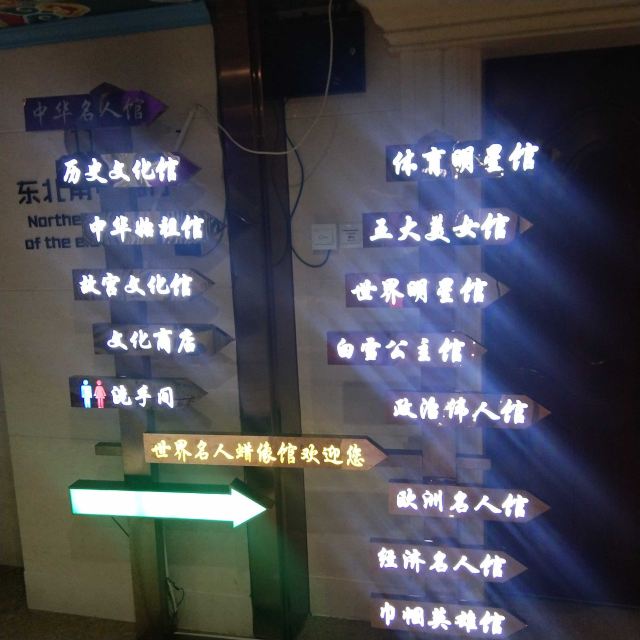 中华名人馆
历史文化馆
东北
Northe
of the ex
中华始祖馆
故宫文化馆
文化商店
洗手间
世界名人蜡像馆欢迎您
体育明星馆
五大美女馆
世界明星馆
白雪公主馆
政治伟人馆
欧洲名人馆
经济名人馆
巾帼英雄馆